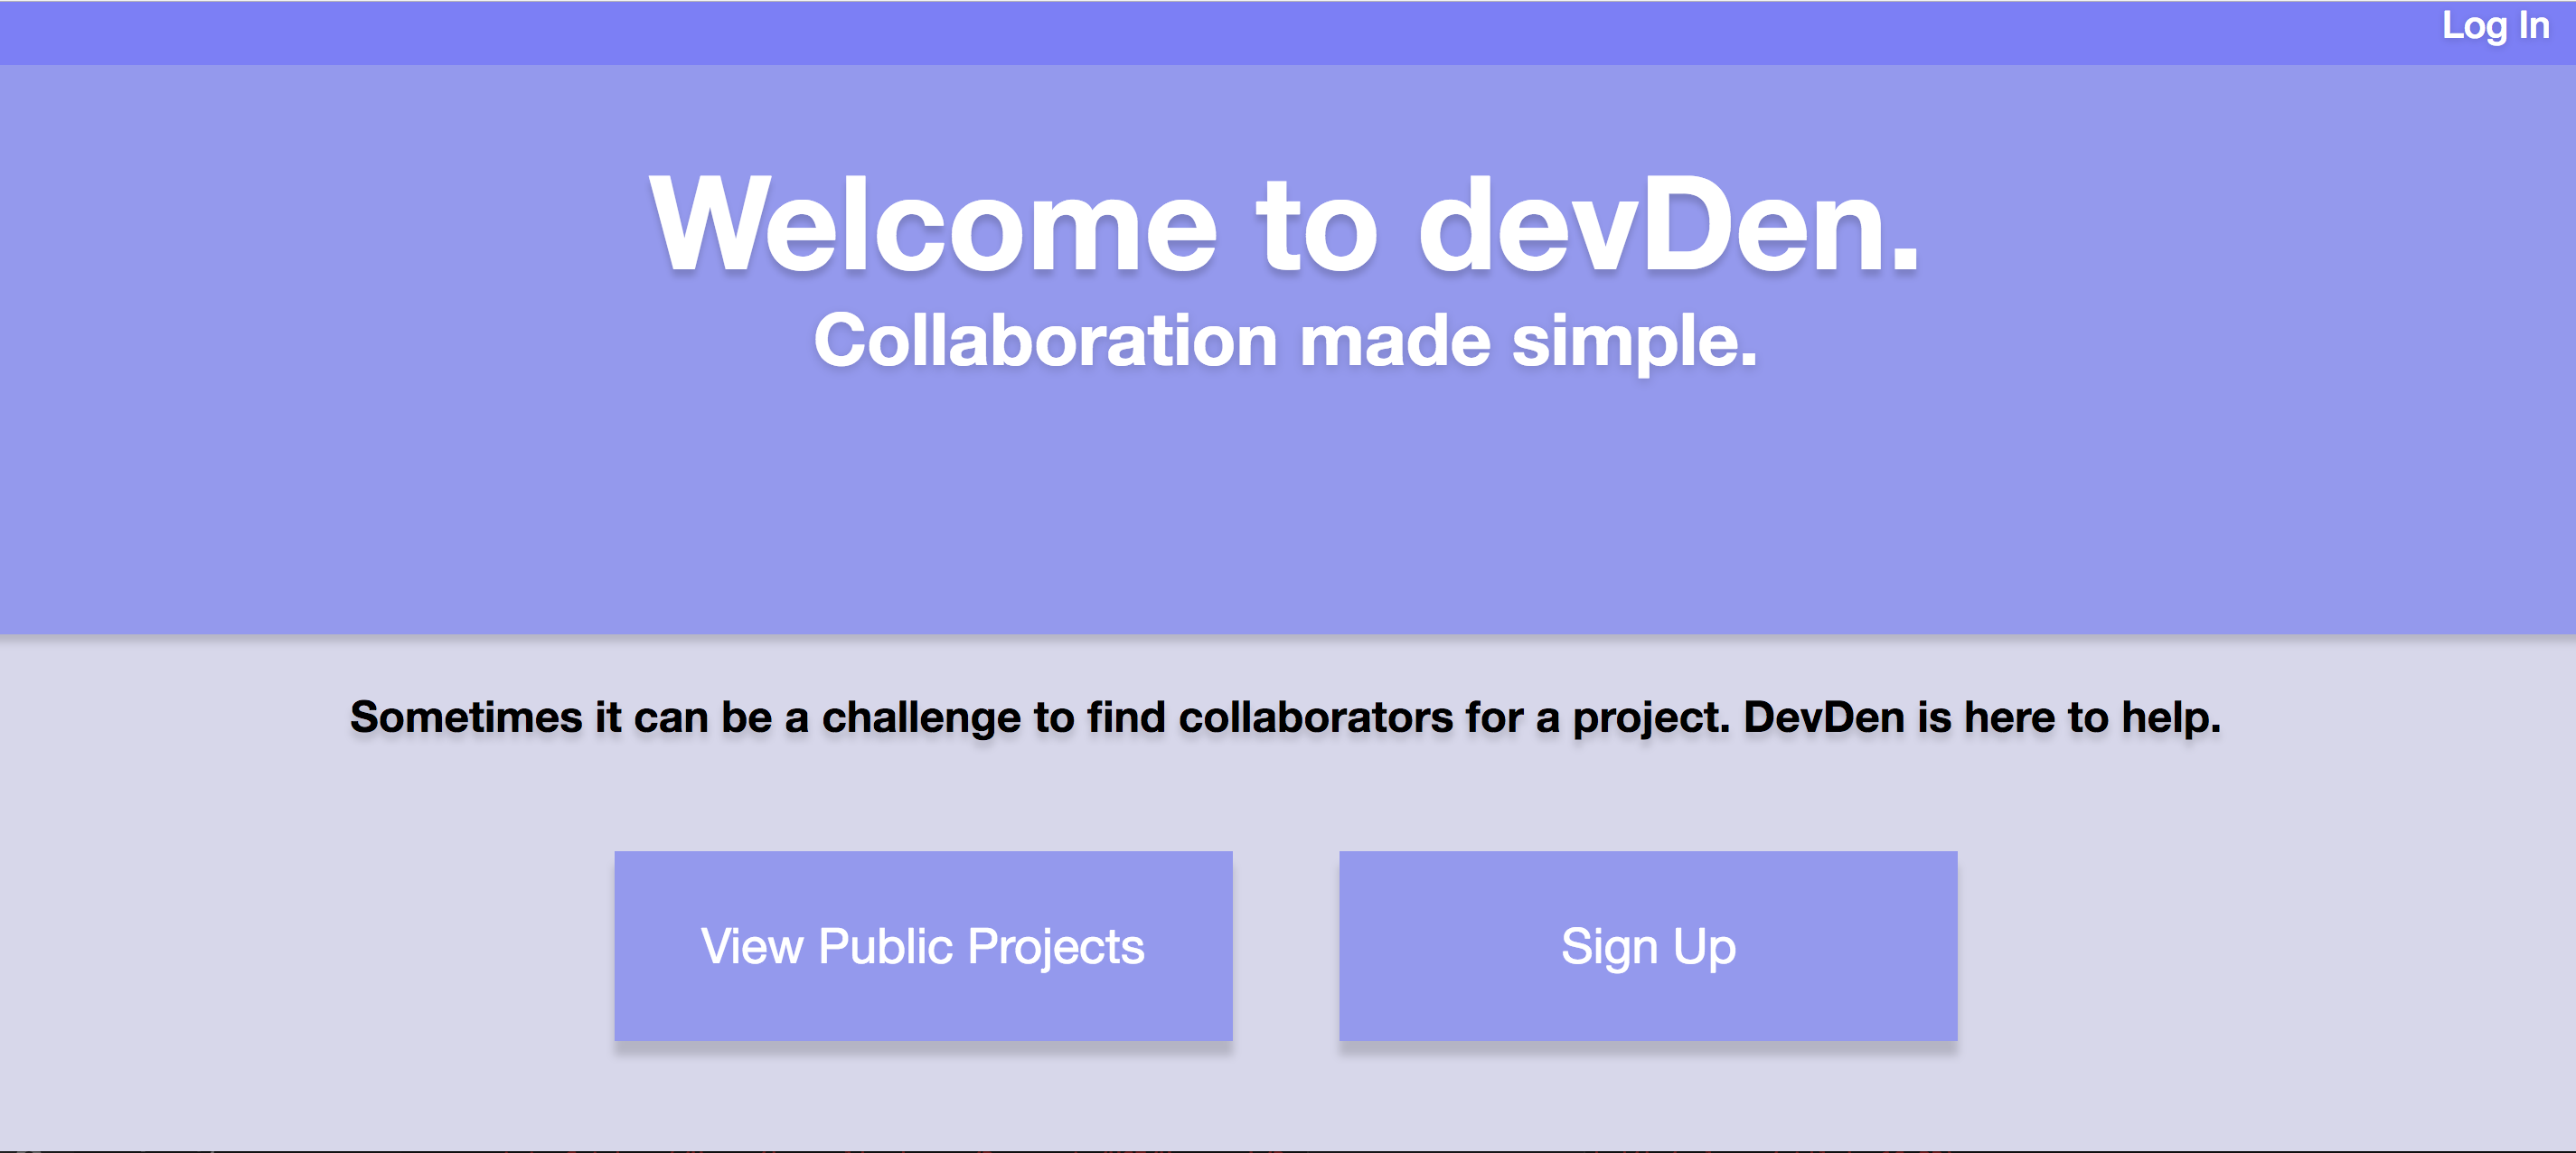 Log In
Welcome to devDen.
Collaboration made simple.
Sometimes it can be a challenge to find collaborators for a project. DevDen is here to help.
View Public Projects
Sign Up